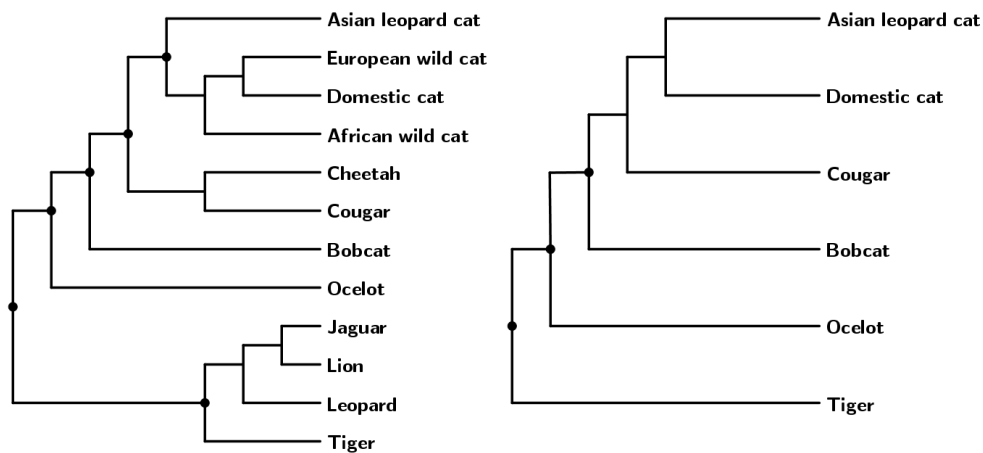 Asian leopard cat
European wild cat
Domestic cat
African wild cat
Cheetah
Cougar
Bobcat
Ocelot
Jaguar
Lion
Leopard
Tiger
Asian leopard cat
Domestic cat
Cougar
Bobcat
Ocelot
Tiger